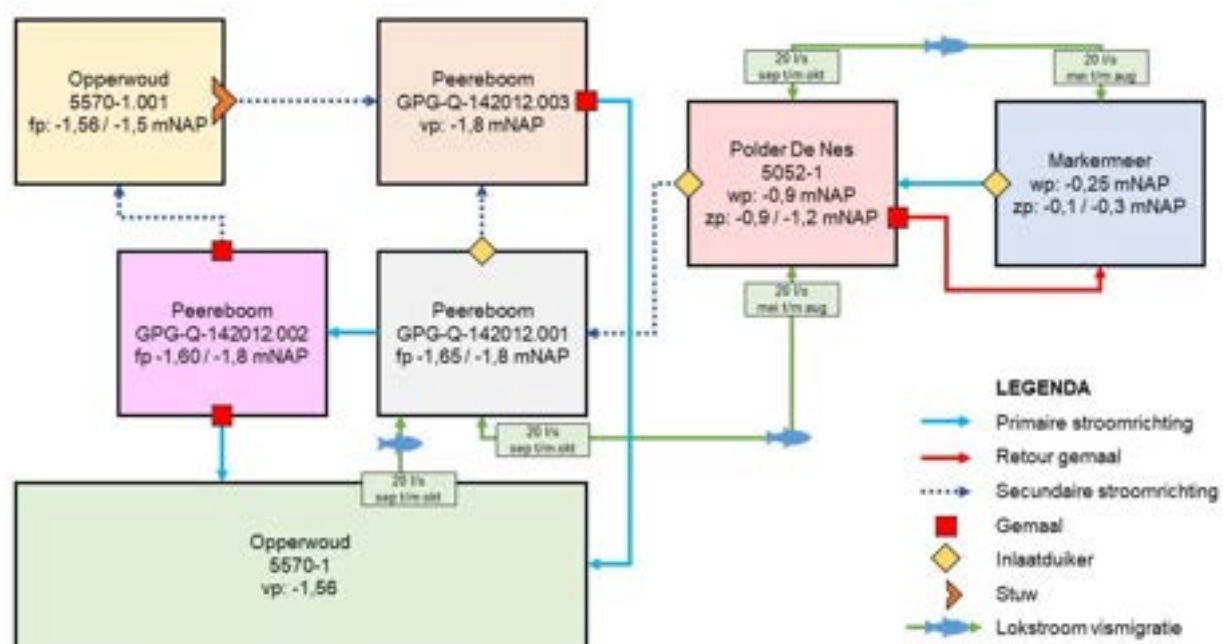 Opperwoud
5570-1.001
fp: -1,56 / -1,5 mNAP
Peereboom
GPG-Q-142012.003
vp: -1,8 mNAP
20 l/s
sep t/m okt
20 l/s
mei t/m aug
Polder De Nes
5052-1
wp: -0,9 mNAP
zp: -0,9 / -1,2 mNAP
Markermeer
wp: -0,25 mNAP
zp: -0,1 / -0,3 mNAP
Peereboom
GPG-Q-142012.002
fp -1,60 / -1,8 mNAP
Peereboom
GPG-Q-142012.001
fp -1,65 / -1,8 mNAP
20 l/s
mei t/m aug
20 l/s
sep t/m okt
20 l/s
sep t/m okt
Opperwoud
5570-1
vp: -1,56
LEGENDA
Primaire stroomrichting
Retour gemaal
Secundaire stroomrichting
Gemaal
Inlaatduiker
Stuw
Lokstroom vismigratie